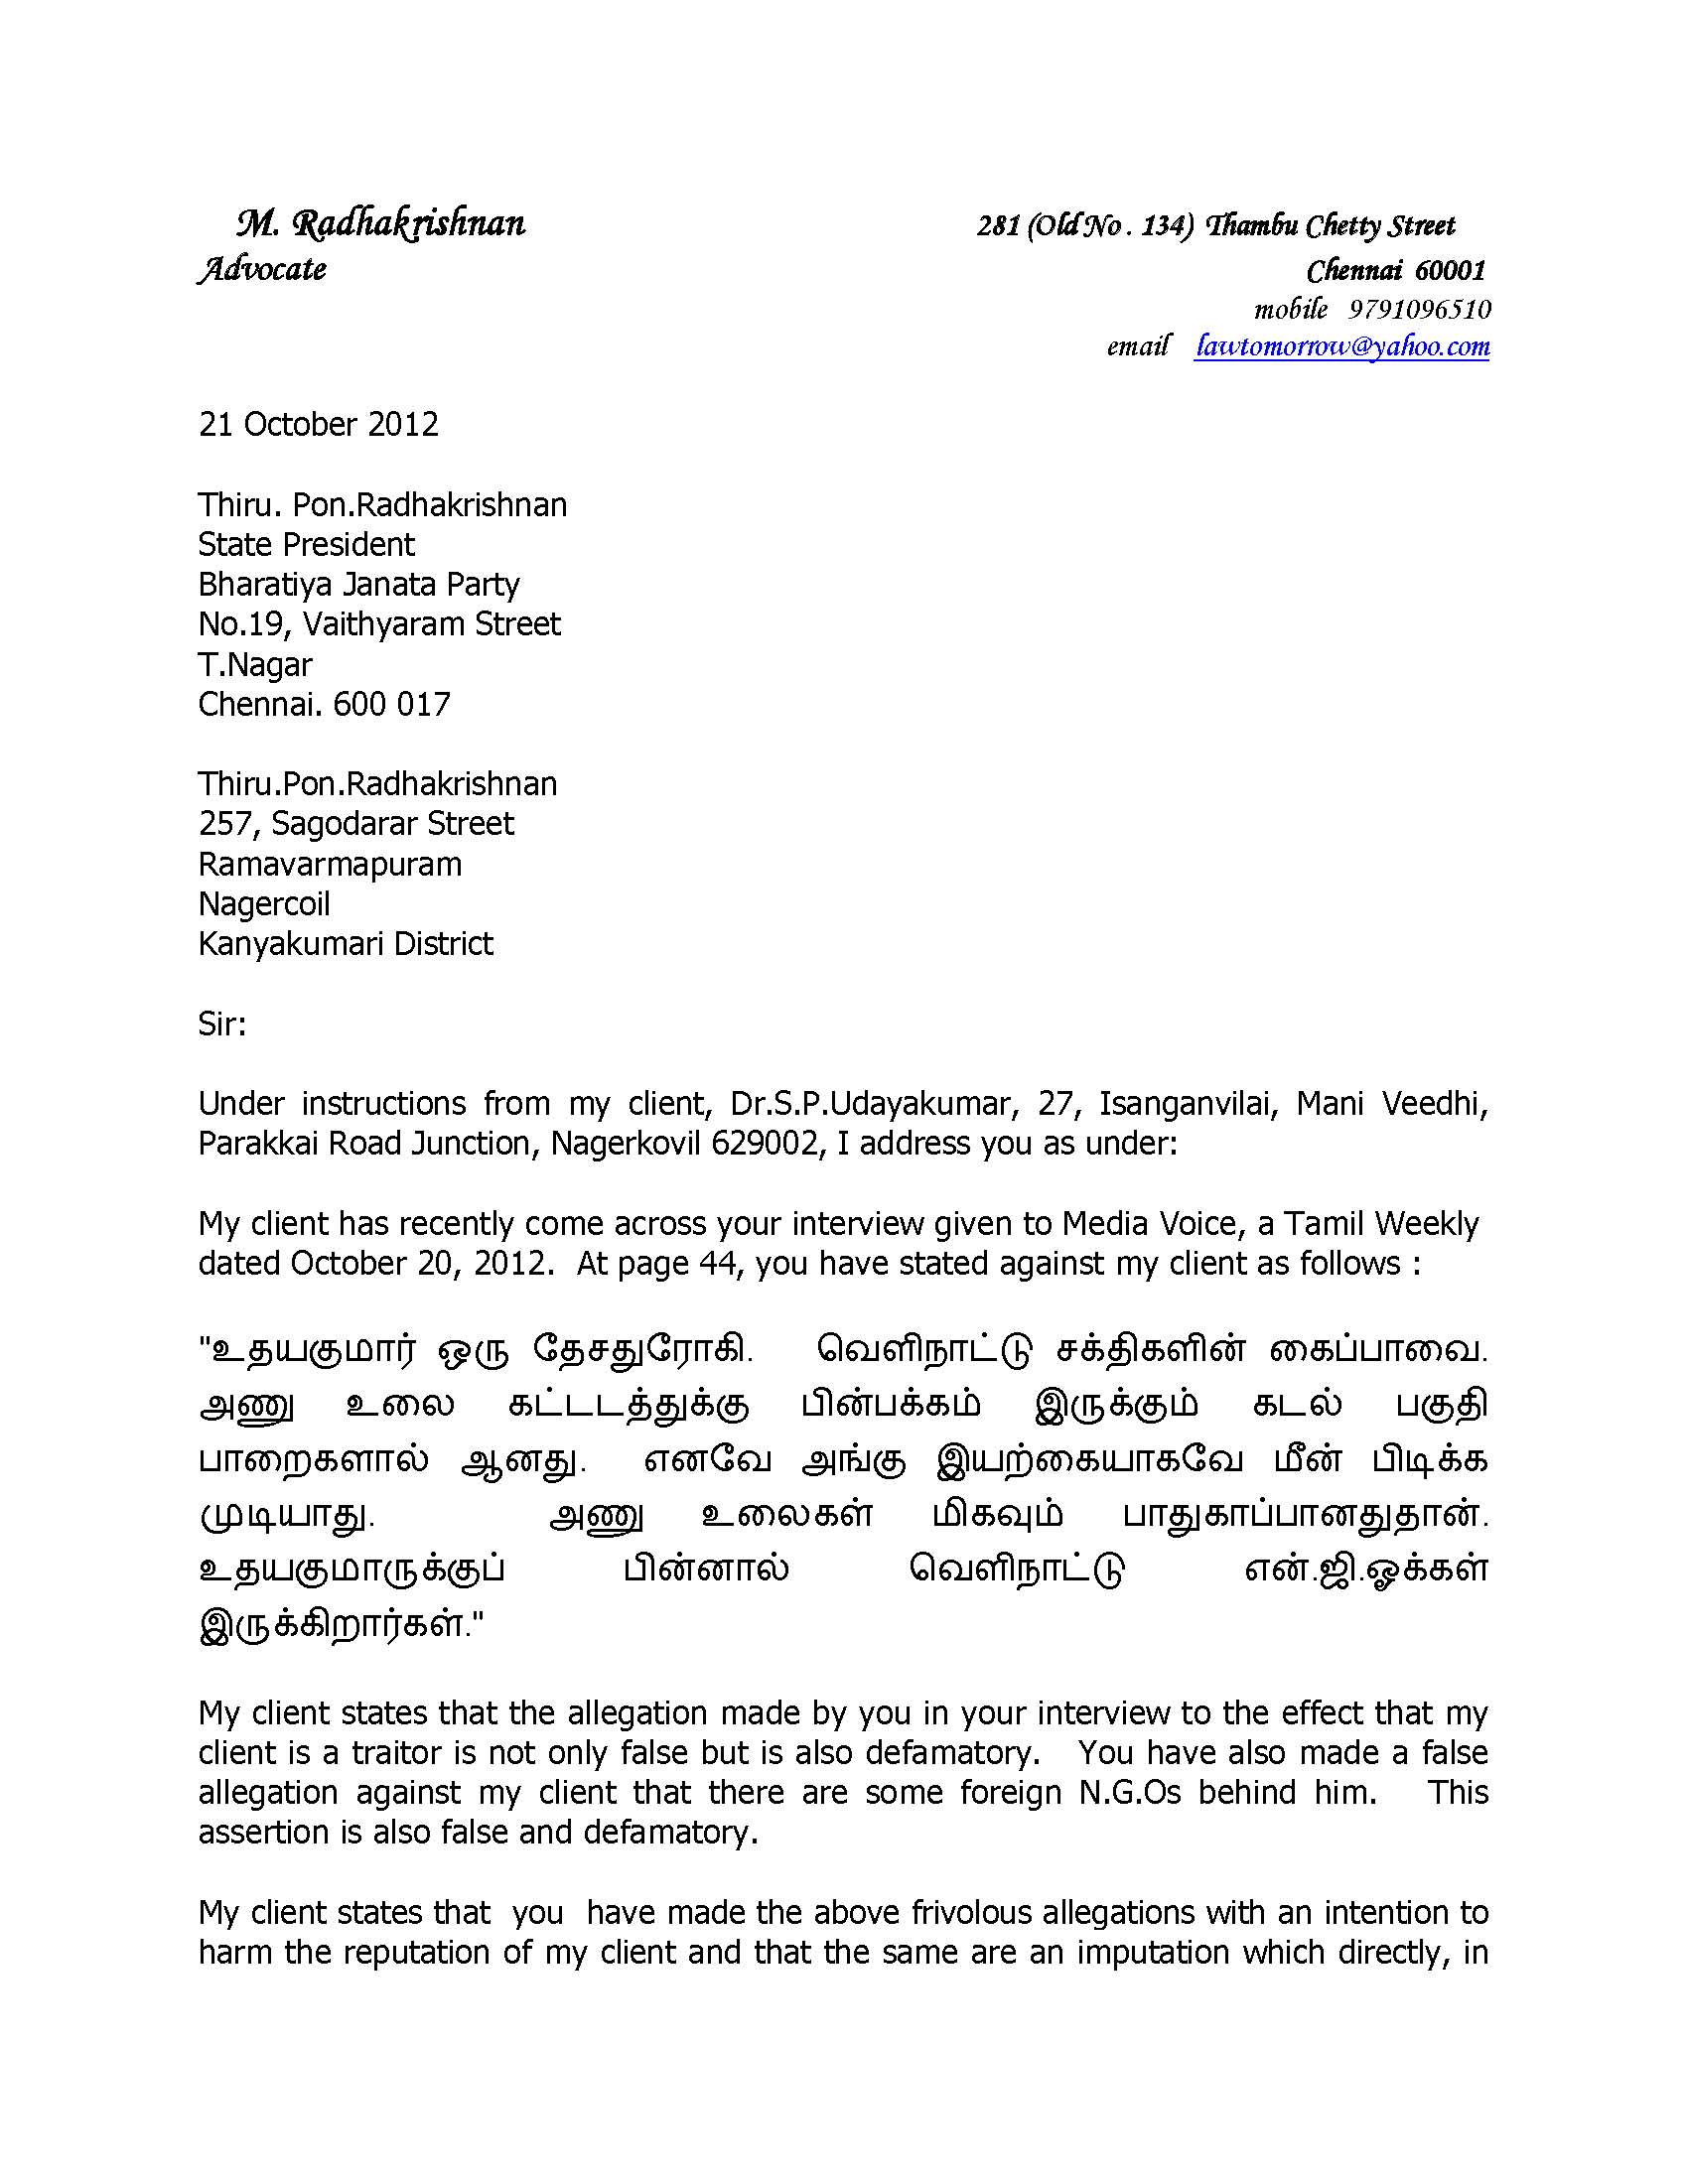 M. Radhakrishnan 281 (Old No . 134) Thambu Chetty Street
Advocate Chennai 60001
mobile 9791096510
email lawtomorrow@yahoo.com
21 October 2012
Thiru. Pon.Radhakrishnan
State President
Bharatiya Janata Party
No.19, Vaithyaram Street
T.Nagar
Chennai. 600 017
Thiru.Pon.Radhakrishnan
257, Sagodarar Street
Ramavarmapuram
Nagercoil
Kanyakumari District
Sir:
Under instructions from my client, Dr.S.P.Udayakumar, 27, Isanganvilai, Mani Veedhi,
Parakkai Road Junction, Nagerkovil 629002, I address you as under:
My client has recently come across your interview given to Media Voice, a Tamil Weekly
dated October 20, 2012. At page 44, you have stated against my client as follows :
"உதயகுமார் ஒரு தேசதுரோகி. வெளிநாட்டு சக்திகளின் கைப்பாவை.
அணு உலை கட்டடத்துக்கு பின்பக்கம் இருக்கும் கடல் பகுதி
பாறைகளால் ஆனது. எனவே அங்கு இயற்கையாகவே மீன் பிடிக்க
முடியாது. அணு உலைகள் மிகவும் பாதுகாப்பானதுதான்.
உதயகுமாருக்குப் பின்னால் வெளிநாட்டு என்.ஜி.ஓக்கள்
இருக்கிறார்கள்."
My client states that the allegation made by you in your interview to the effect that my
client is a traitor is not only false but is also defamatory. You have also made a false
allegation against my client that there are some foreign N.G.Os behind him. This
assertion is also false and defamatory.
My client states that you have made the above frivolous allegations with an intention to
harm the reputation of my client and that the same are an imputation which directly, in